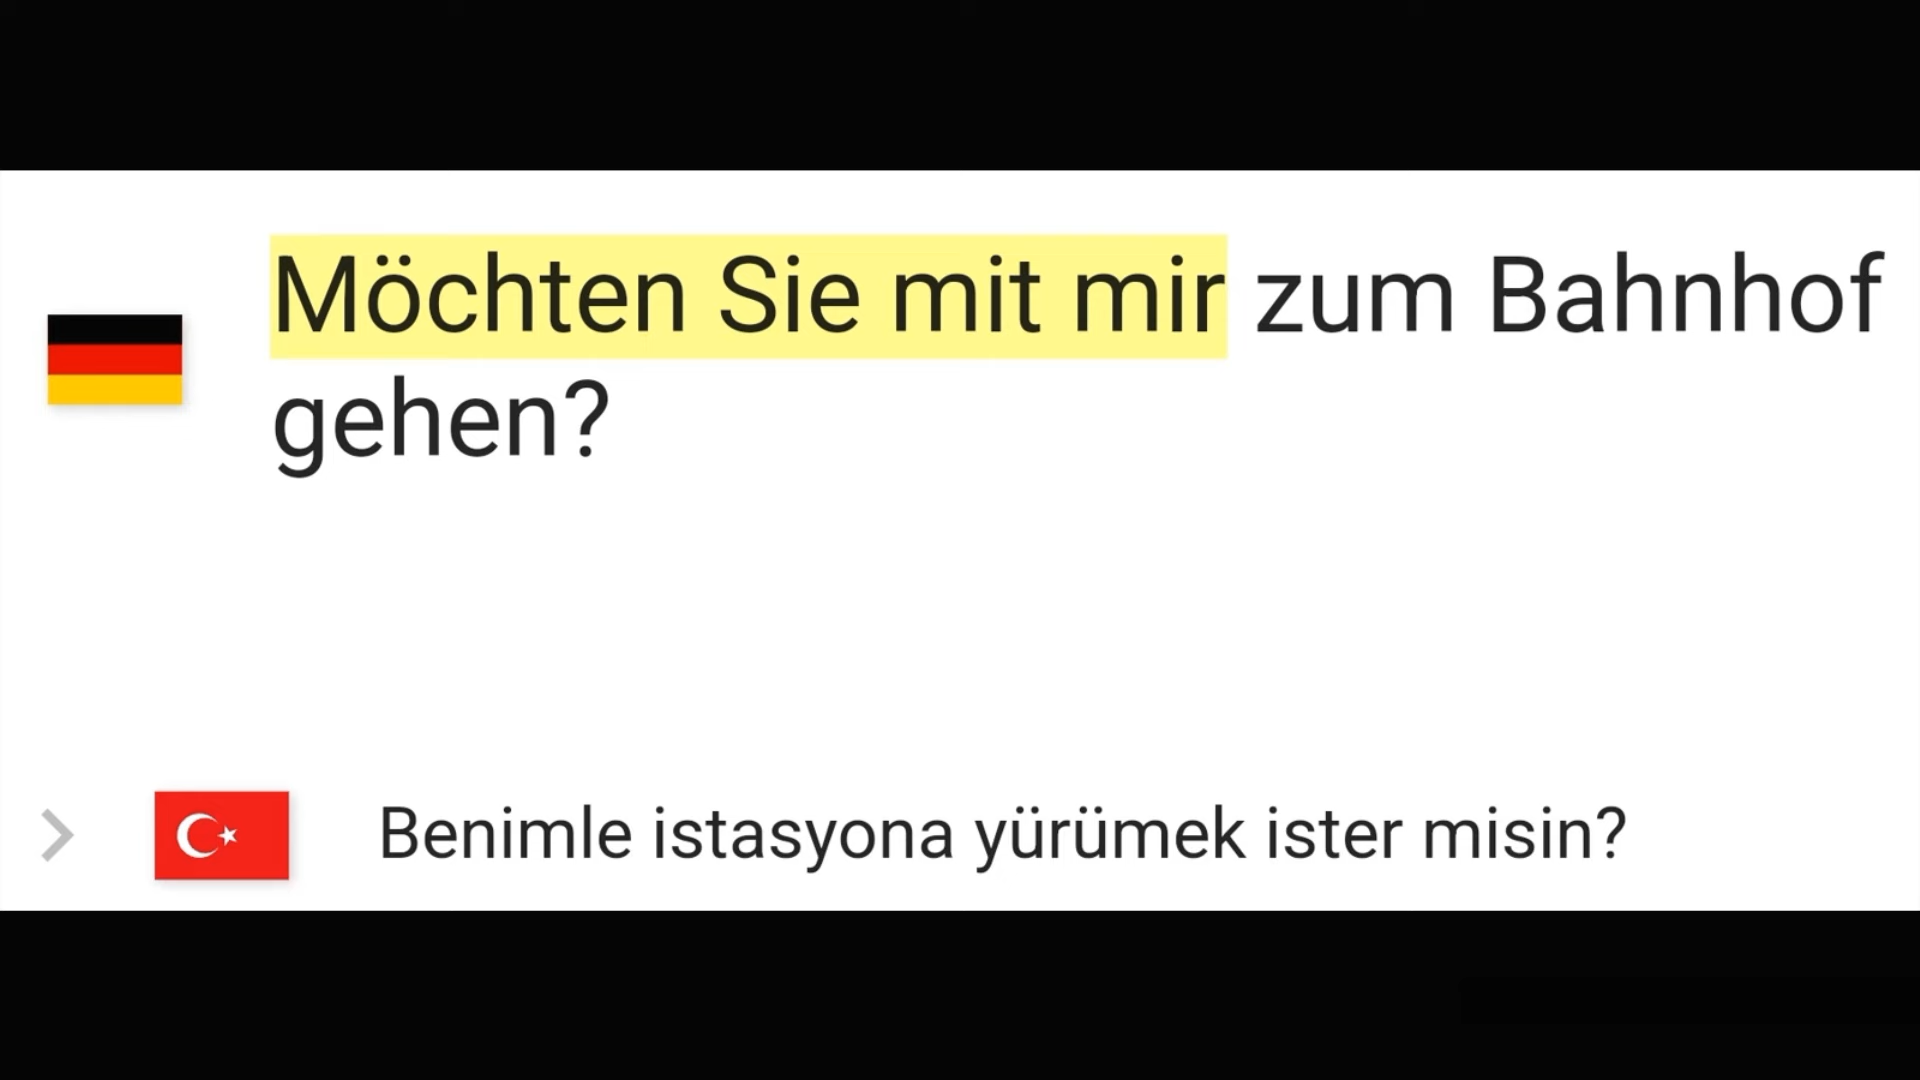 Möchten Sie mit mir zum Bahnhof
gehen?
Benimle istasyona yürümek ister misin?